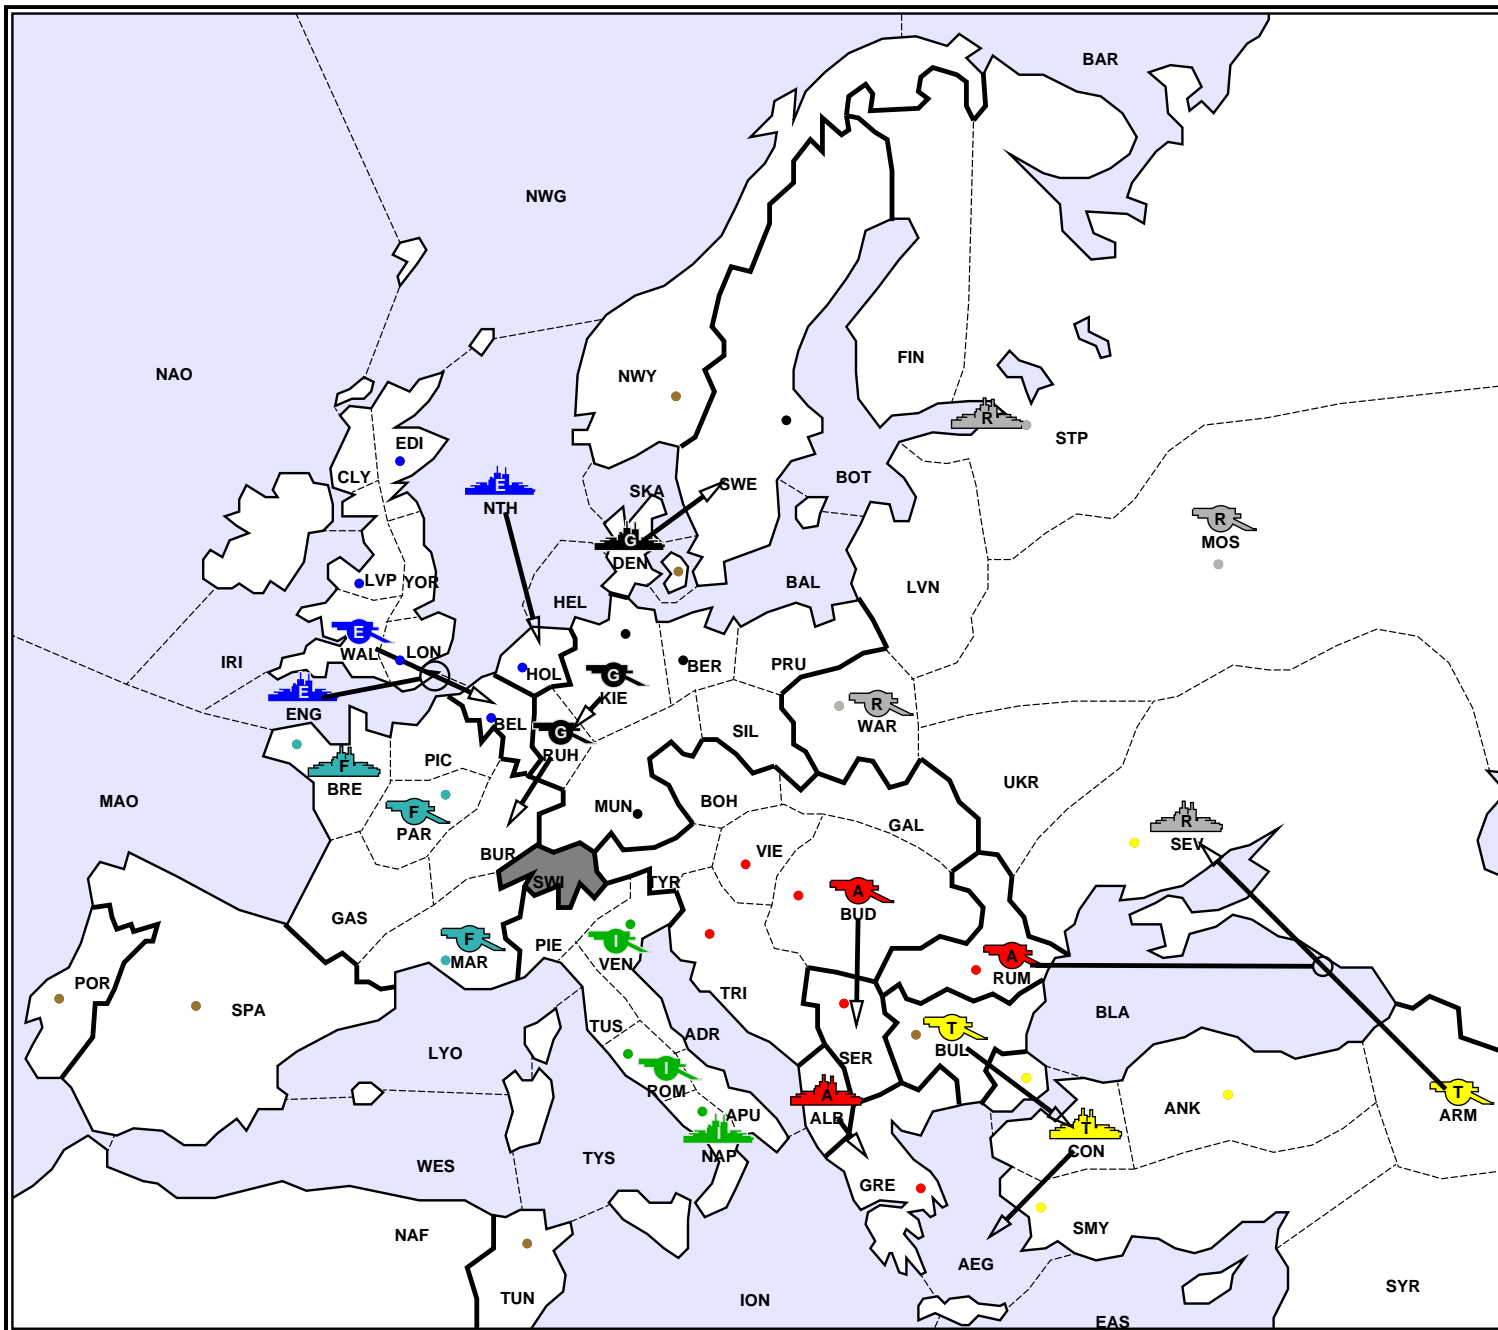 BAR
NWG
NAO
FIN
NWY
R
STP
EDI
CLY
E
NTH
SKA
SWE
BOT
R
MOS
G
DEN
LVP
YOR
BAL
LVN
HEL
E
WAL
LON
IRI
HOL
BER
PRU
G
KIE
E
ENG
BEL
R
WAR
G
RUH
SIL
PIC
F
BRE
UKR
MAO
MUN
BOH
F
PAR
GAL
R
SEV
BUR
VIE
SWI
TYR
A
BUD
GAS
F
MAR
PIE
I
VEN
A
RUM
POR
SPA
TRI
BLA
TUS
ADR
T
BUL
LYO
SER
I
ROM
A
ALB
APU
ANK
T
ARM
I
NAP
T
CON
WES
TYS
GRE
SMY
NAF
AEG
SYR
TUN
ION
EAS